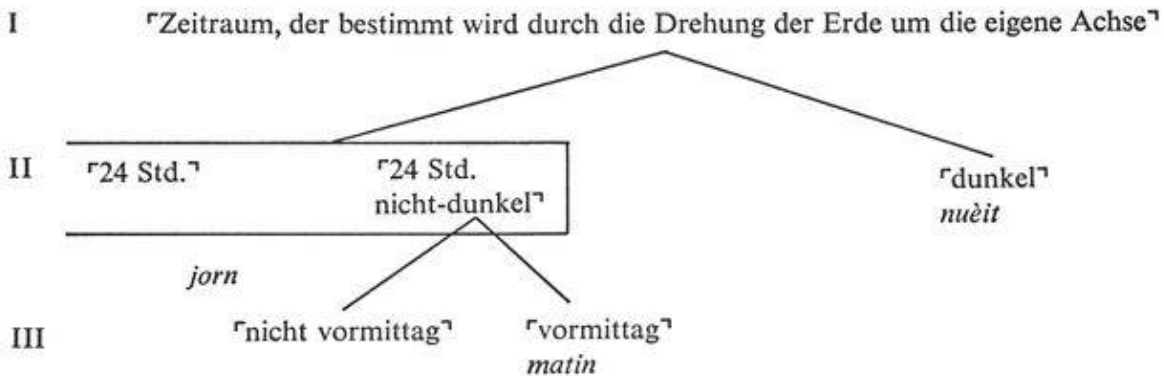 I ⌜Zeitraum, der bestimmt wird durch die Drehung der Erde um die eigene Achse⌝
II ⌜24 Std.⌝ ⌜24 Std. ⌜dunkel⌝
nicht-dunkel⌝ nuèit
jorn
III ⌜nicht vormittag⌝ ⌜vormittag⌝
matin